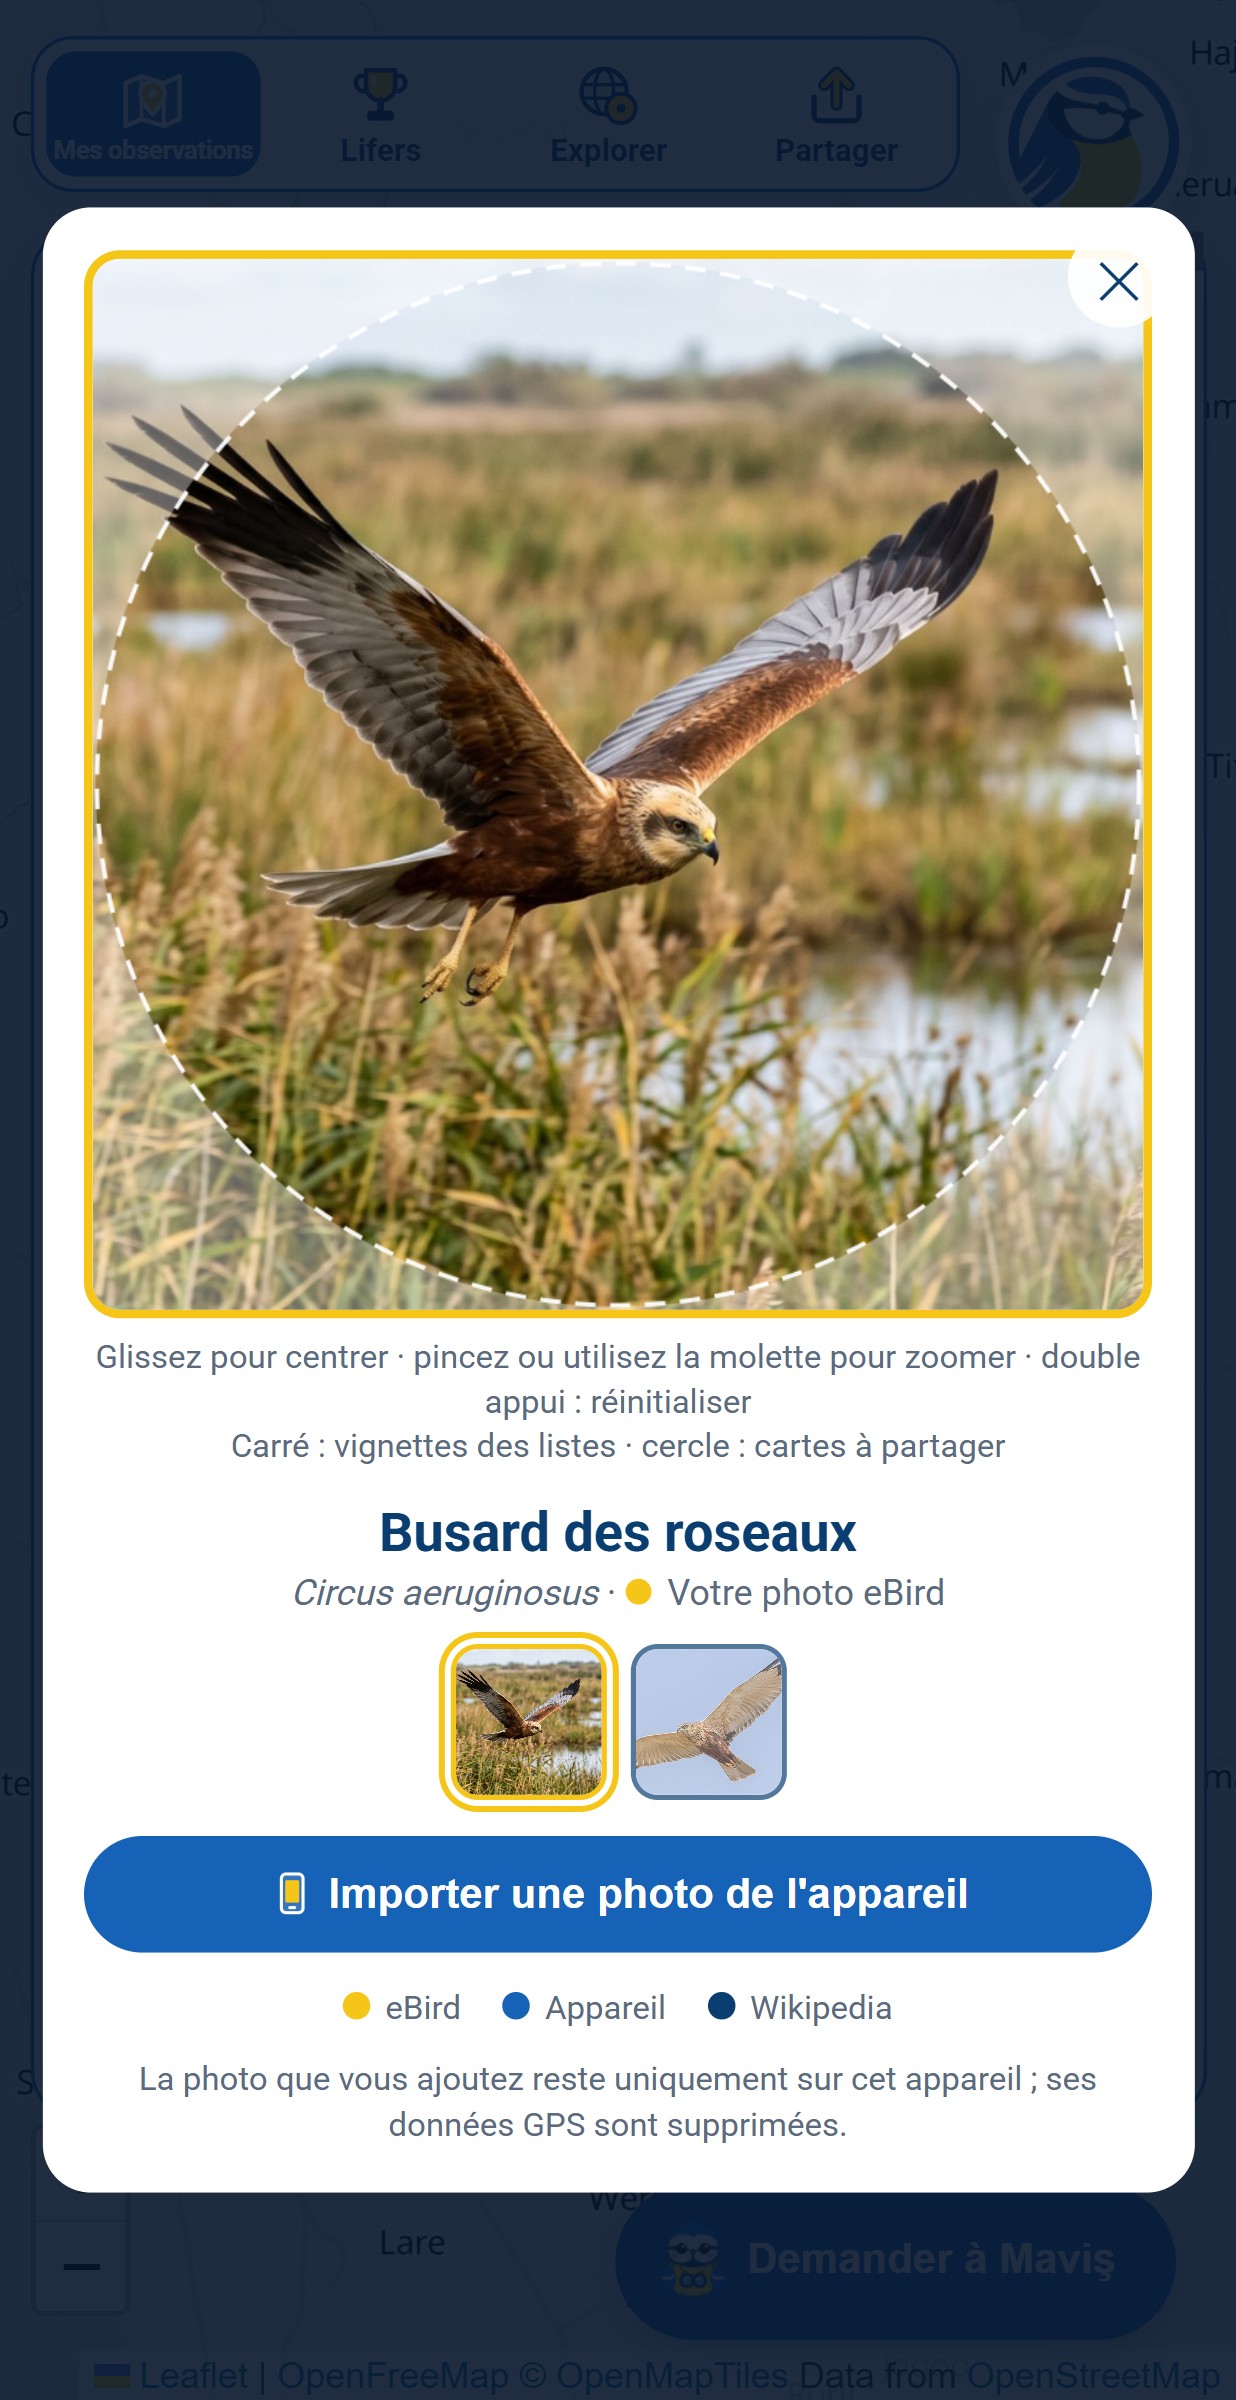 Mes observations
Lifers
Explorer
Partager
Glissez pour centrer · pincez ou utilisez la molette pour zoomer · double
appui : réinitialiser
Carré : vignettes des listes · cercle : cartes à partager
Busard des roseaux
Circus aeruginosus · Votre photo eBird
Importer une photo de l'appareil
eBird
Appareil
Wikipedia
La photo que vous ajoutez reste uniquement sur cet appareil ; ses
données GPS sont supprimées.
Lare
Demander à Maviş
Leaflet | OpenFreeMap © OpenMapTiles Data from OpenStreetMap